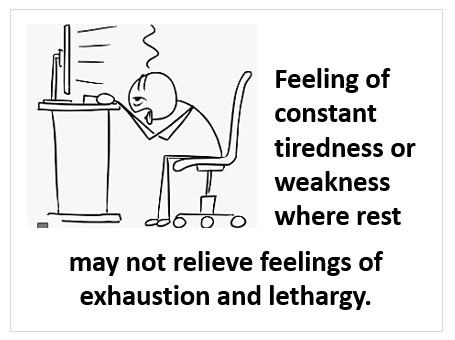 Feeling of
constant
tiredness or
weakness
where rest
may not relieve feelings of
exhaustion and lethargy.